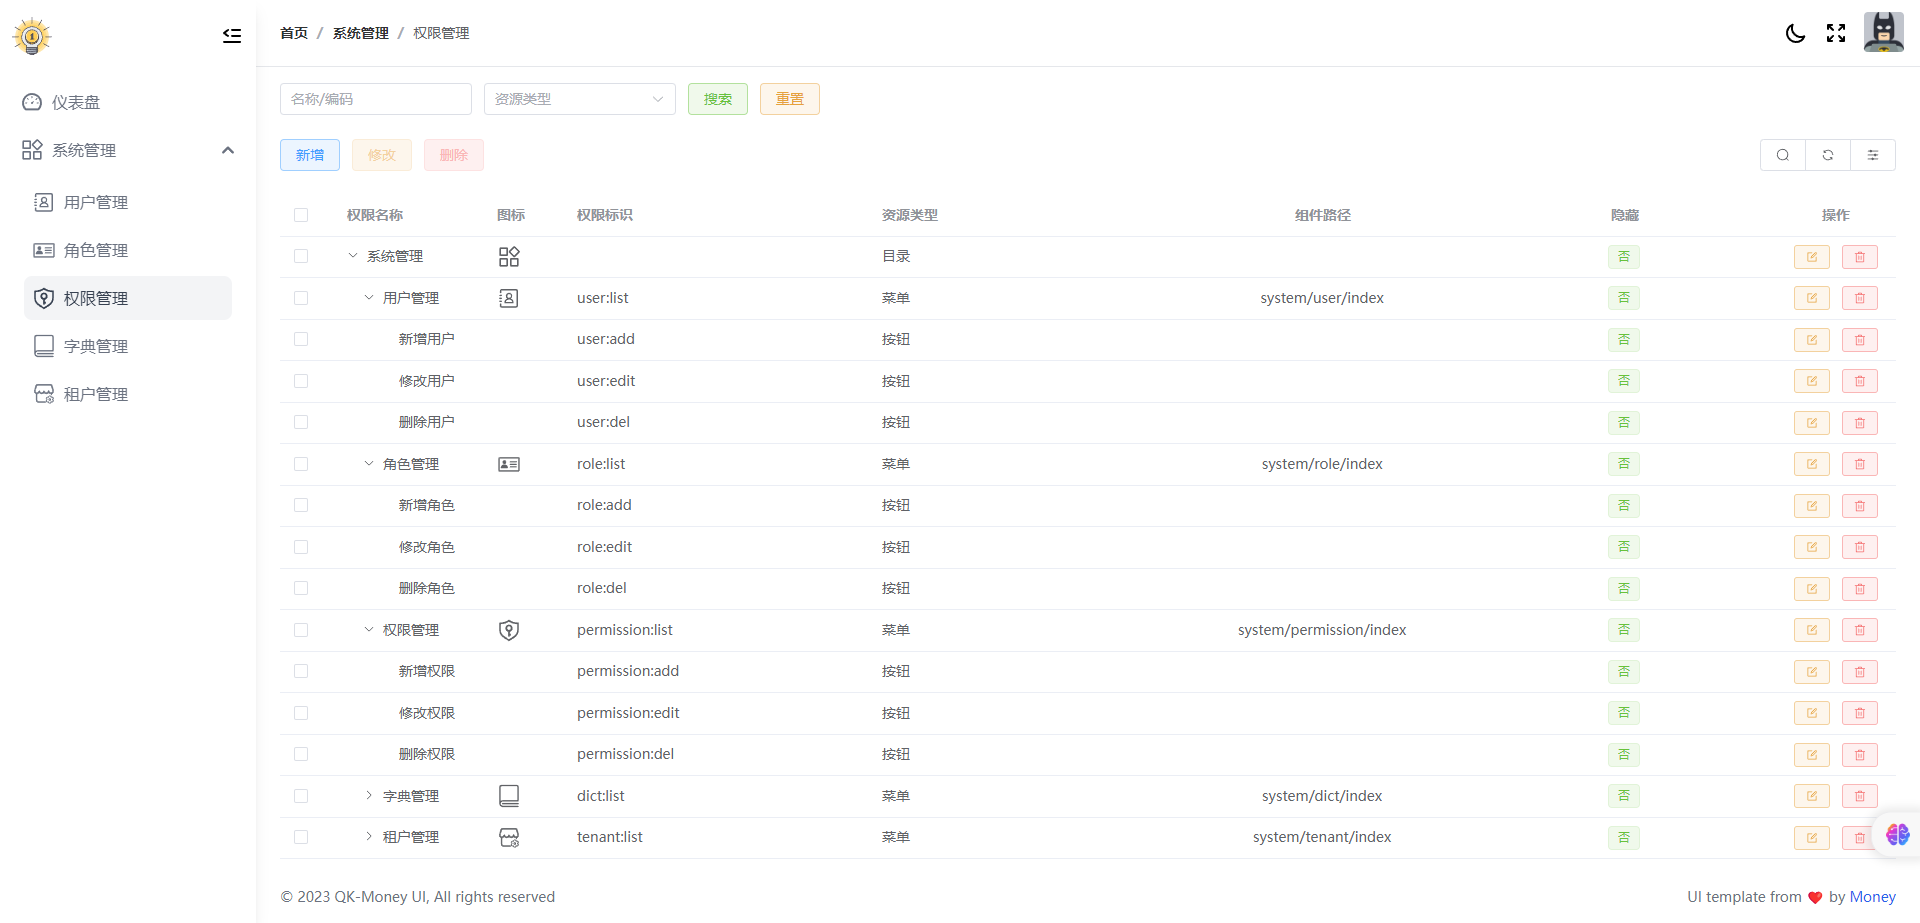 首页 / 系统管理 / 权限管理
仪表盘
系统管理
用户管理
角色管理
权限管理
字典管理
租户管理
名称/编码 资源类型 搜索 重置
新增 修改 删除
权限名称 图标 权限标识 资源类型 组件路径 隐藏 操作
系统管理 目录 否
用户管理 user:list 菜单 system/user/index 否
新增用户 user:add 按钮 否
修改用户 user:edit 按钮 否
删除用户 user:del 按钮 否
角色管理 role:list 菜单 system/role/index 否
新增角色 role:add 按钮 否
修改角色 role:edit 按钮 否
删除角色 role:del 按钮 否
权限管理 permission:list 菜单 system/permission/index 否
新增权限 permission:add 按钮 否
修改权限 permission:edit 按钮 否
删除权限 permission:del 按钮 否
字典管理 dict:list 菜单 system/dict/index 否
租户管理 tenant:list 菜单 system/tenant/index 否
© 2023 QK-Money UI, All rights reserved
UI template from ❤️ by Money